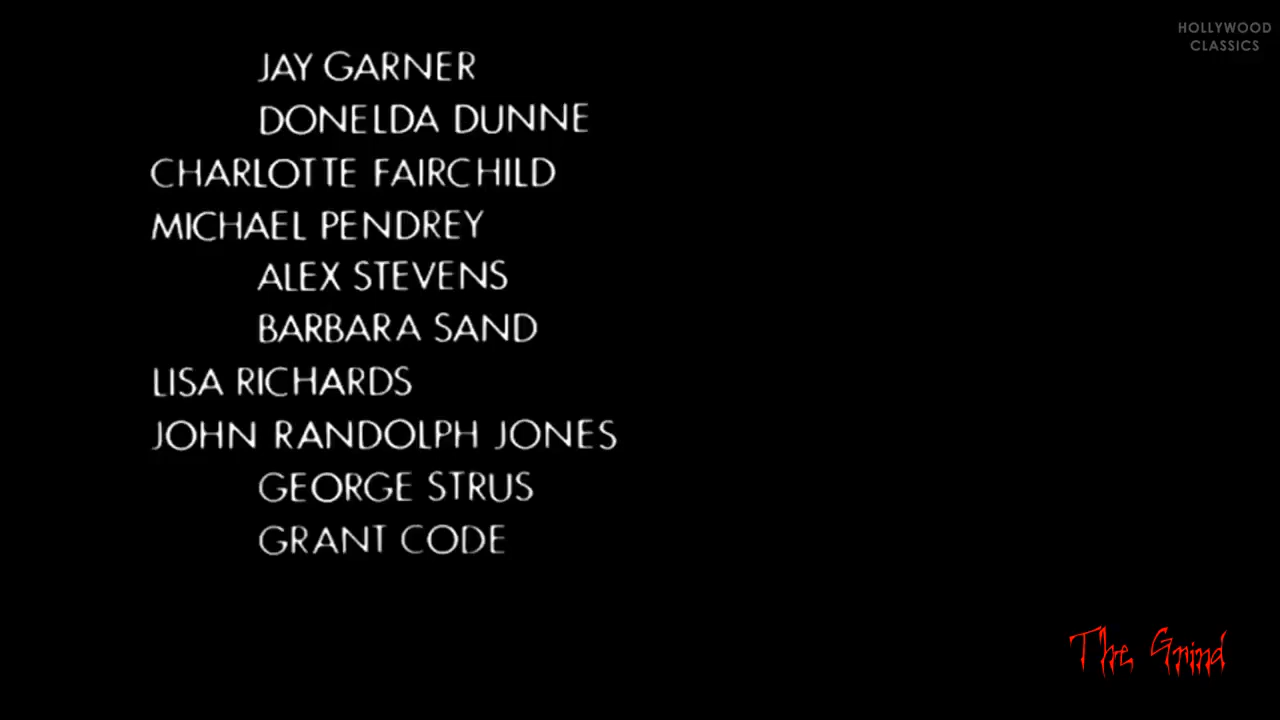 HOLLYWOOD
CLASSICS
JAY GARNER
DONELDA DUNNE
CHARLOTTE FAIRCHILD
MICHAEL PENDREY
ALEX STEVENS
BARBARA SAND
LISA RICHARDS
JOHN RANDOLPH JONES
GEORGE STRUS
GRANT CODE
The Grind